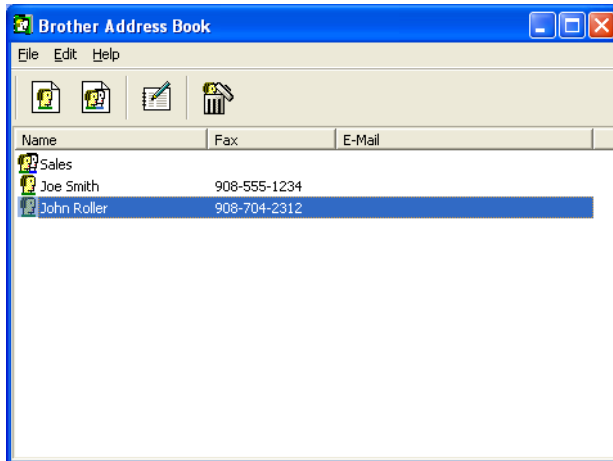 Brother Address Book
File Edit Help
Name Fax E-Mail
Sales
Joe Smith 908-555-1234
John Roller 908-704-2312